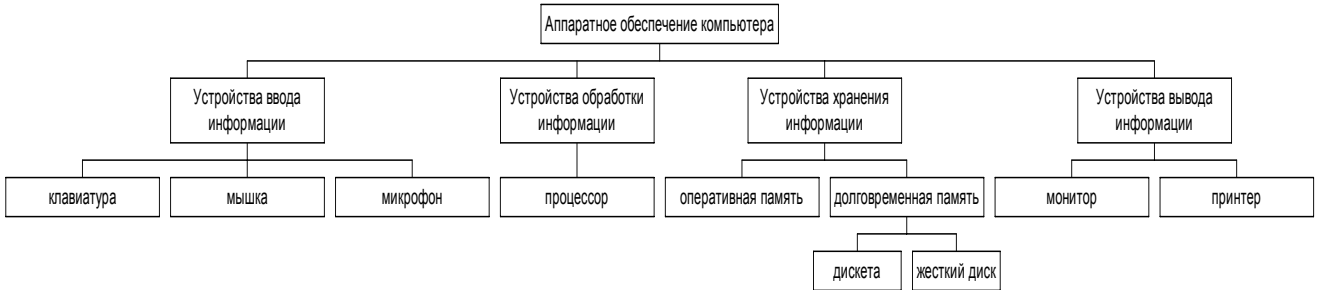 Аппаратное обеспечение компьютера
Устройства ввода
информации
Устройства обработки
информации
Устройства хранения
информации
Устройства вывода
информации
клавиатура
мышка
микрофон
процессор
оперативная память
долговременная память
монитор
принтер
дискета
жесткий диск